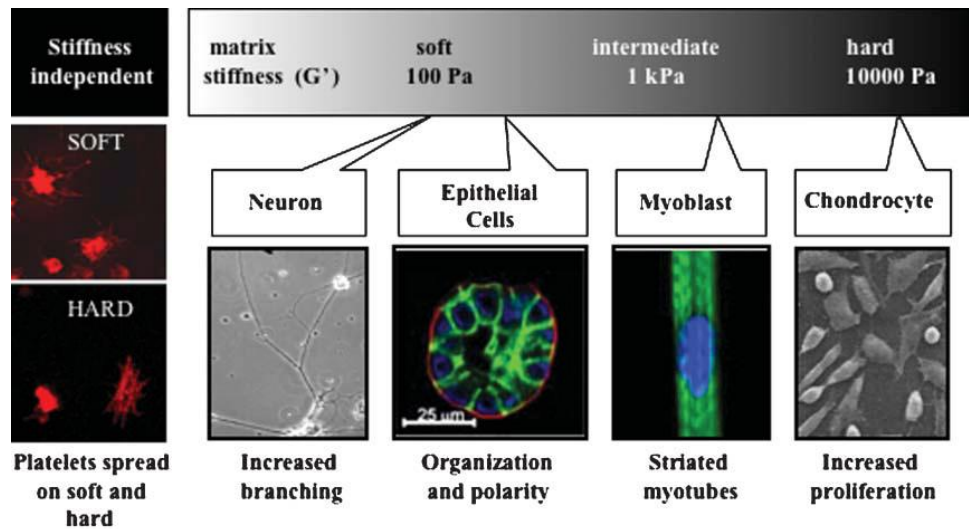 Stiffness
independent
matrix
stiffness (G’)
soft
100 Pa
intermediate
1 kPa
hard
10000 Pa
SOFT
HARD
Neuron
Epithelial
Cells
Myoblast
Chondrocyte
25 µm
Platelets spread
on soft and
hard
Increased
branching
Organization
and polarity
Striated
myotubes
Increased
proliferation